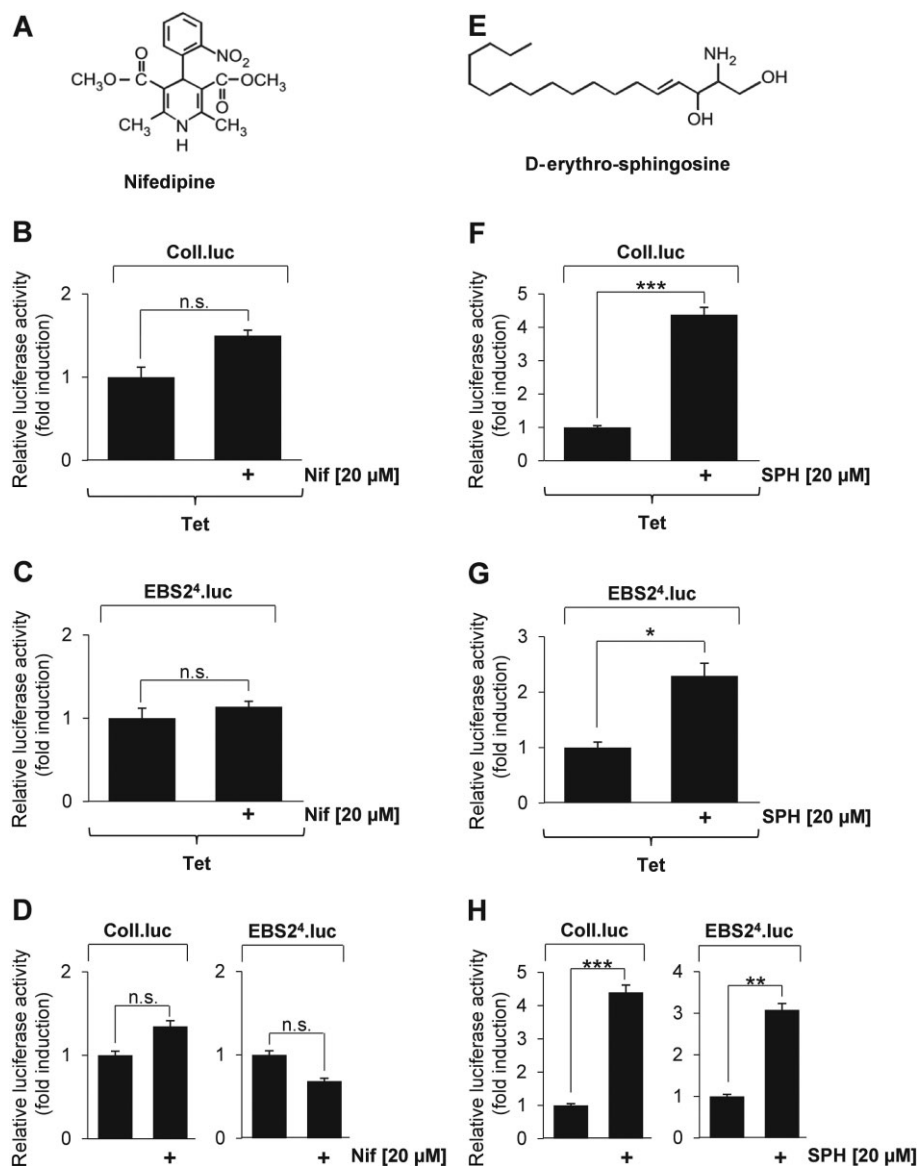 A
NO₂
O
O
CH₃O
C
C
OCH₃
O
CH₃
N
CH₃
H
Nifedipine
E
NH₂
OH
OH
D-erythro-sphingosine
B
Coll.luc
Relative luciferase activity
(fold induction)
2
1
0
n.s.
+
Nif [20 µM]
Tet
F
Coll.luc
Relative luciferase activity
(fold induction)
5
4
3
2
1
0
***
+
SPH [20 µM]
Tet
C
EBS2⁴.luc
Relative luciferase activity
(fold induction)
2
1
0
n.s.
+
Nif [20 µM]
Tet
G
EBS2⁴.luc
Relative luciferase activity
(fold induction)
3
2
1
0
*
+
SPH [20 µM]
Tet
D
Coll.luc
Relative luciferase activity
(fold induction)
2
1
0
n.s.
+
EBS2⁴.luc
2
1
0
n.s.
+
Nif [20 µM]
H
Coll.luc
Relative luciferase activity
(fold induction)
5
4
3
2
1
0
***
+
EBS2⁴.luc
4
3
2
1
0
**
+
SPH [20 µM]